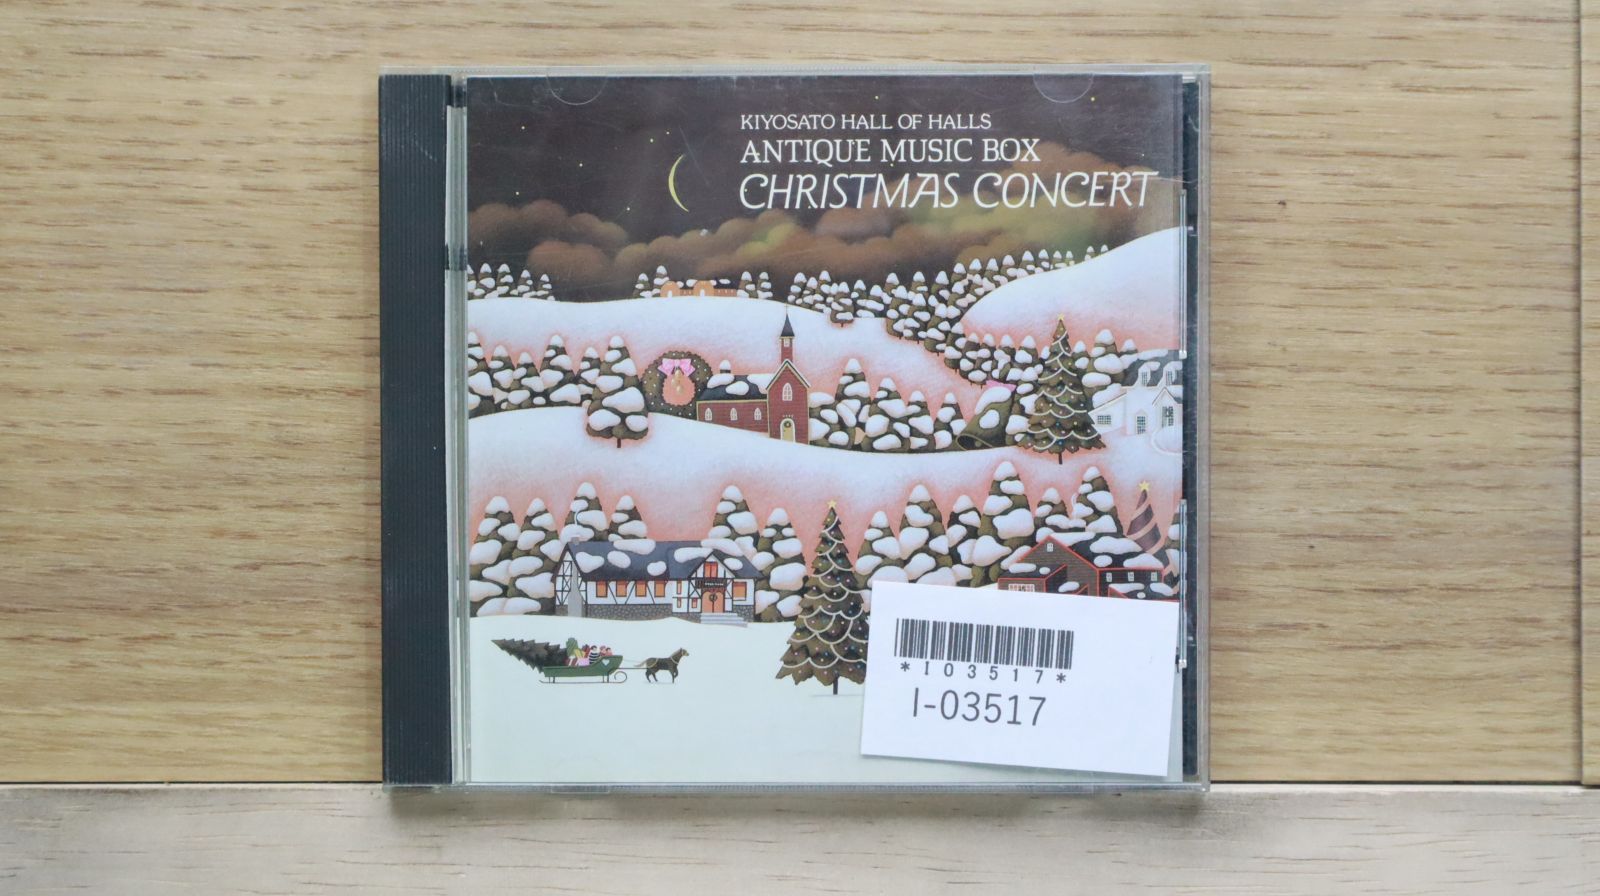 KIYOSATO HALL OF HALLS
ANTIQUE MUSIC BOX
CHRISTMAS CONCERT
*I03517*
I-03517